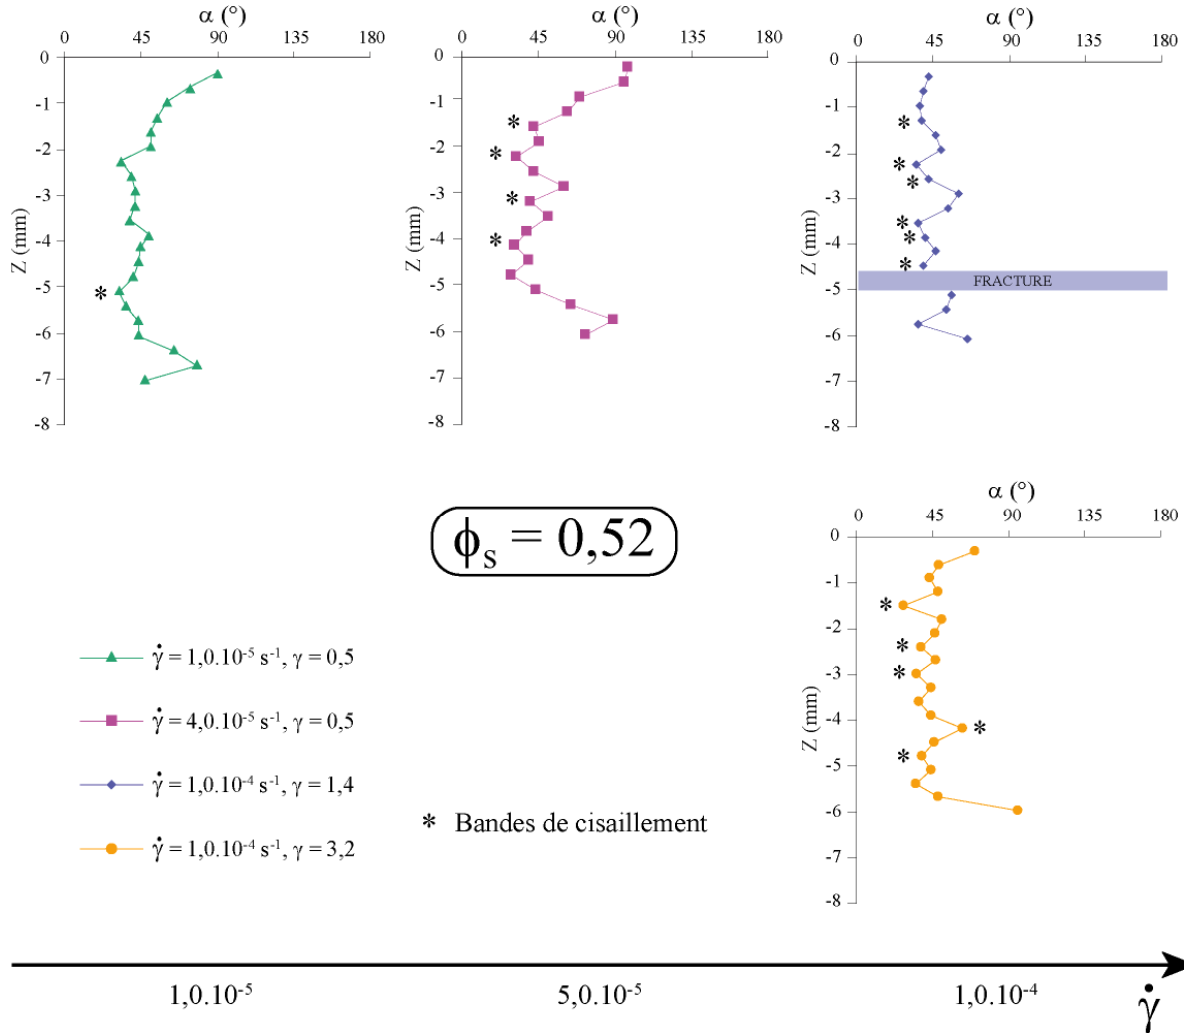 α (°)
0 45 90 135 180
0
-1
-2
-3
-4
-5
-6
-7
-8
Z (mm)
*
α (°)
0 45 90 135 180
0
-1
-2
-3
-4
-5
-6
-7
-8
Z (mm)
*
*
*
*
α (°)
0 45 90 135 180
0
-1
-2
-3
-4
-5
-6
-7
-8
Z (mm)
*
*
*
*
*
*
FRACTURE
ϕs = 0,52
α (°)
0 45 90 135 180
0
-1
-2
-3
-4
-5
-6
-7
-8
Z (mm)
*
*
*
*
*
γ̇ = 1,0.10⁻⁵ s⁻¹, γ = 0,5
γ̇ = 4,0.10⁻⁵ s⁻¹, γ = 0,5
γ̇ = 1,0.10⁻⁴ s⁻¹, γ = 1,4
γ̇ = 1,0.10⁻⁴ s⁻¹, γ = 3,2
* Bandes de cisaillement
1,0.10⁻⁵ 5,0.10⁻⁵ 1,0.10⁻⁴ γ̇